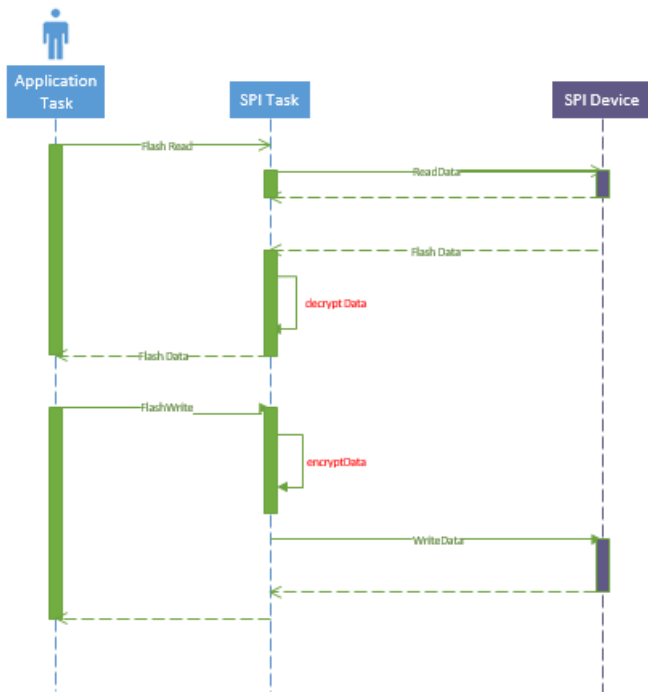 Application
Task
SPI Task
SPI Device
Flash Read
ReadData
Flash Data
decrypt Data
Flash Data
FlashWrite
encryptData
WriteData